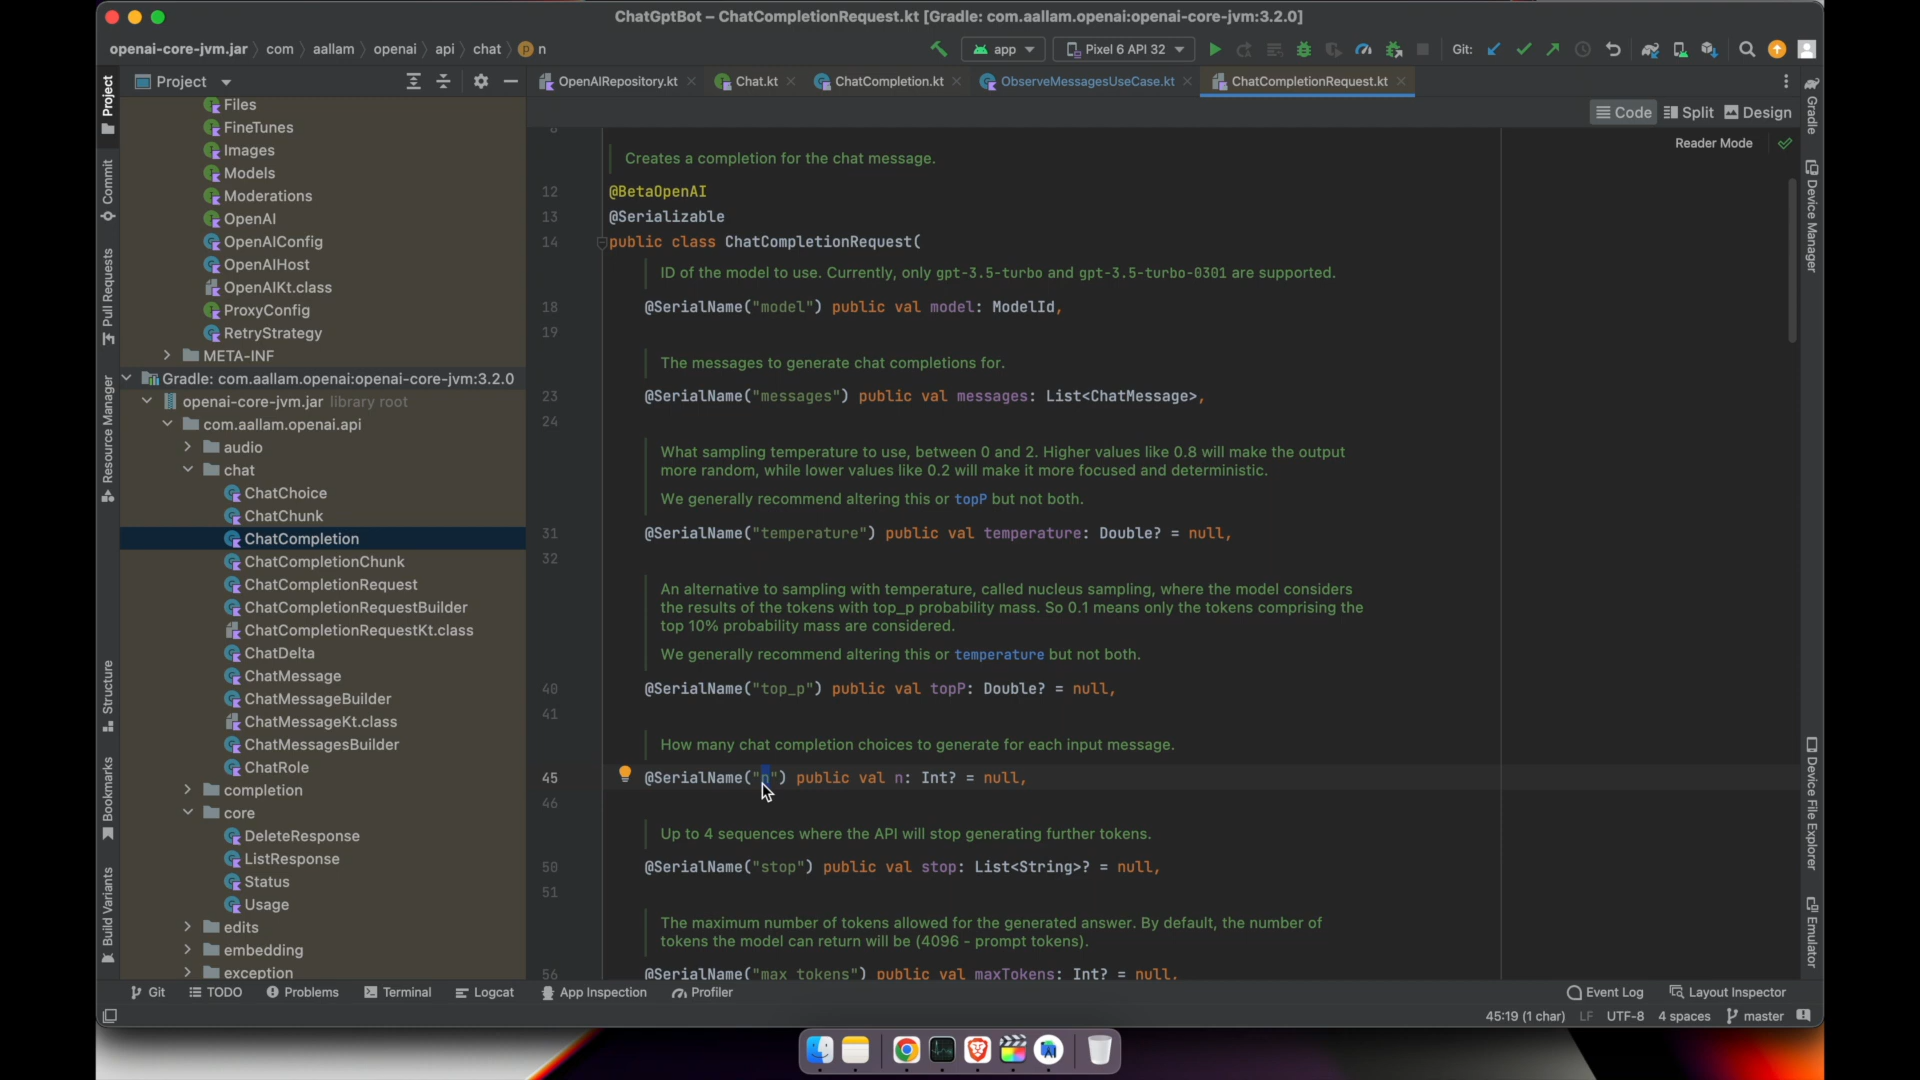 ChatGptBot – ChatCompletionRequest.kt [Gradle: com.aallam.openai:openai-core-jvm:3.2.0]
openai-core-jvm.jar com aallam openai api chat n
app Pixel 6 API 32 Git:
Project
OpenAIRepository.kt Chat.kt ChatCompletion.kt ObserveMessagesUseCase.kt ChatCompletionRequest.kt
Code Split Design
Reader Mode
Project
Commit
Pull Requests
Resource Manager
Structure
Bookmarks
Build Variants
Files
FineTunes
Images
Models
Moderations
OpenAI
OpenAIConfig
OpenAIHost
OpenAIKt.class
ProxyConfig
RetryStrategy
META-INF
Gradle: com.aallam.openai:openai-core-jvm:3.2.0
openai-core-jvm.jar library root
com.aallam.openai.api
audio
chat
ChatChoice
ChatChunk
ChatCompletion
ChatCompletionChunk
ChatCompletionRequest
ChatCompletionRequestBuilder
ChatCompletionRequestKt.class
ChatDelta
ChatMessage
ChatMessageBuilder
ChatMessageKt.class
ChatMessagesBuilder
ChatRole
completion
core
DeleteResponse
ListResponse
Status
Usage
edits
embedding
exception
Creates a completion for the chat message.
12 @BetaOpenAI
13 @Serializable
14 public class ChatCompletionRequest(
ID of the model to use. Currently, only gpt-3.5-turbo and gpt-3.5-turbo-0301 are supported.
18 @SerialName("model") public val model: ModelId,
19
The messages to generate chat completions for.
23 @SerialName("messages") public val messages: List<ChatMessage>,
24
What sampling temperature to use, between 0 and 2. Higher values like 0.8 will make the output
more random, while lower values like 0.2 will make it more focused and deterministic.
We generally recommend altering this or topP but not both.
31 @SerialName("temperature") public val temperature: Double? = null,
32
An alternative to sampling with temperature, called nucleus sampling, where the model considers
the results of the tokens with top_p probability mass. So 0.1 means only the tokens comprising the
top 10% probability mass are considered.
We generally recommend altering this or temperature but not both.
40 @SerialName("top_p") public val topP: Double? = null,
41
How many chat completion choices to generate for each input message.
45 @SerialName("n") public val n: Int? = null,
46
Up to 4 sequences where the API will stop generating further tokens.
50 @SerialName("stop") public val stop: List<String>? = null,
51
The maximum number of tokens allowed for the generated answer. By default, the number of
tokens the model can return will be (4096 - prompt tokens).
56 @SerialName("max_tokens") public val maxTokens: Int? = null,
Gradle
Device Manager
Device File Explorer
Emulator
Git TODO Problems Terminal Logcat App Inspection Profiler Event Log Layout Inspector
45:19 (1 char) LF UTF-8 4 spaces master